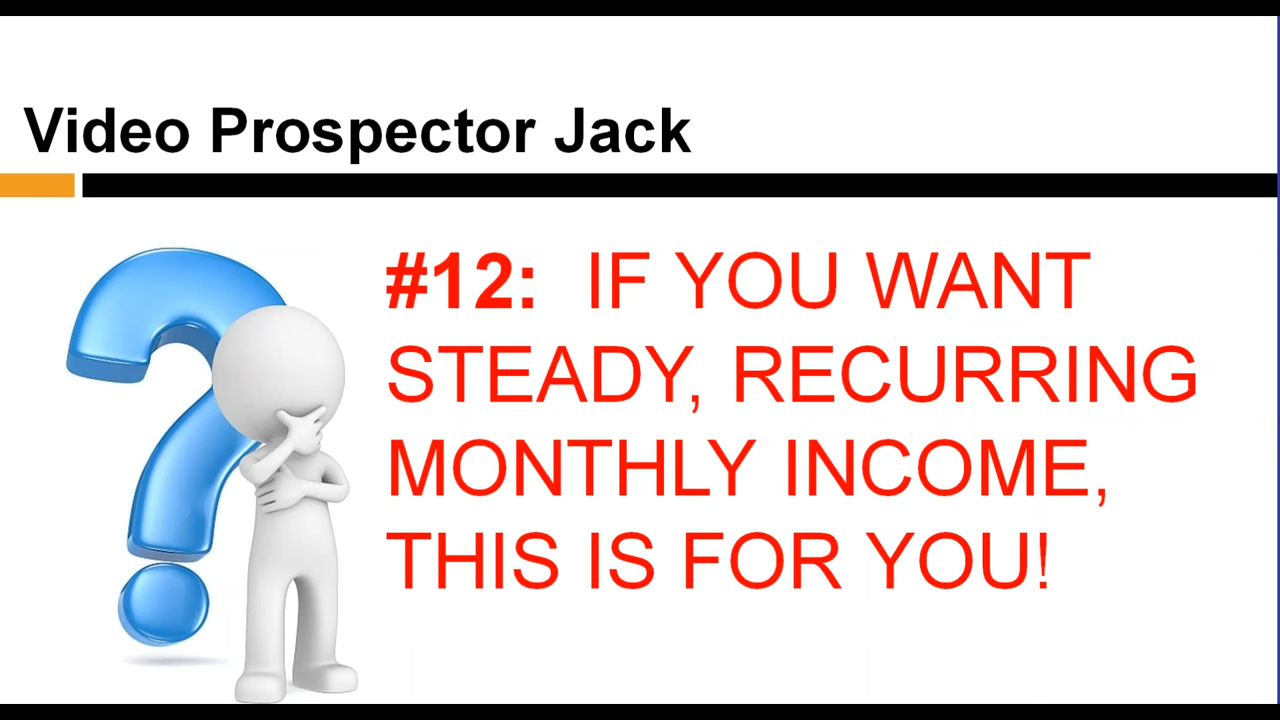 Video Prospector Jack
#12: IF YOU WANT
STEADY, RECURRING
MONTHLY INCOME,
THIS IS FOR YOU!